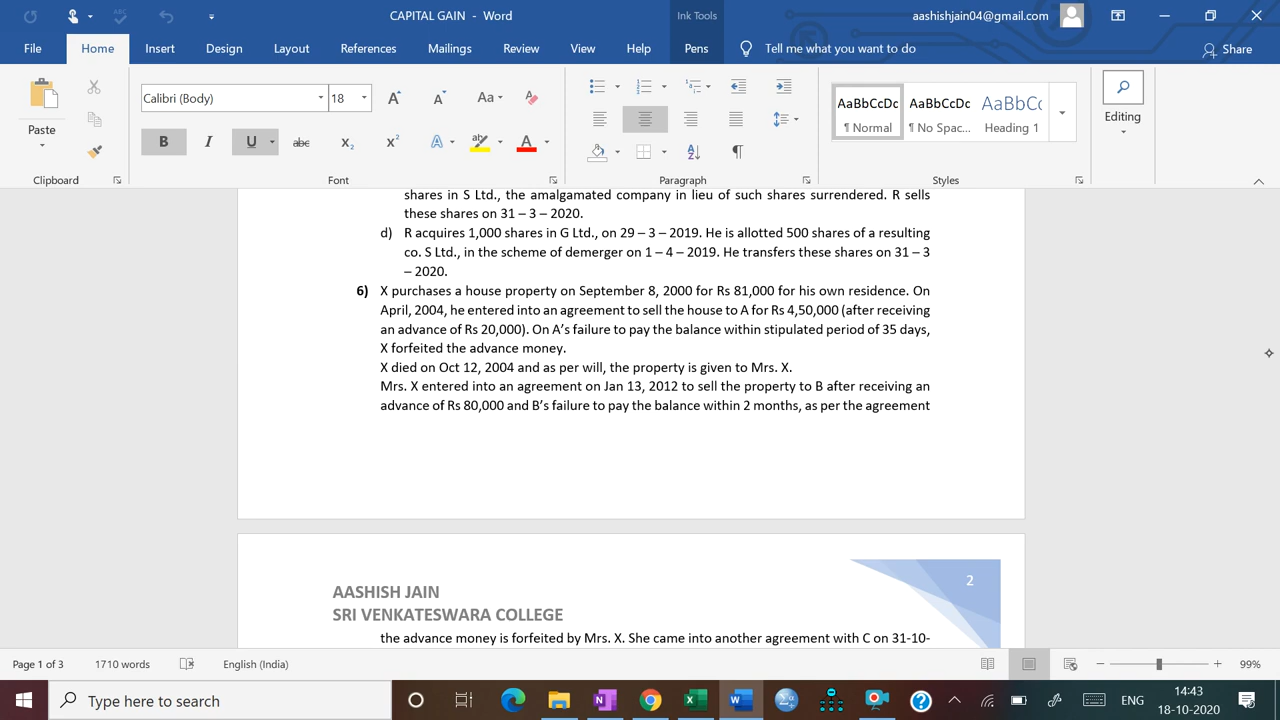 CAPITAL GAIN - Word
Ink Tools
aashishjain04@gmail.com
File Home Insert Design Layout References Mailings Review View Help Pens Tell me what you want to do Share
Calibri (Body) 18 A A Aa A AaBbCcDc AaBbCcDc AaBbCc
Paste ¶ Normal ¶ No Spac... Heading 1 Editing
B I U abc X₂ X² A ab A A Z ¶
Clipboard Font Paragraph Styles
shares in S Ltd., the amalgamated company in lieu of such shares surrendered. R sells
these shares on 31 – 3 – 2020.
d) R acquires 1,000 shares in G Ltd., on 29 – 3 – 2019. He is allotted 500 shares of a resulting
co. S Ltd., in the scheme of demerger on 1 – 4 – 2019. He transfers these shares on 31 – 3
– 2020.
6) X purchases a house property on September 8, 2000 for Rs 81,000 for his own residence. On
April, 2004, he entered into an agreement to sell the house to A for Rs 4,50,000 (after receiving
an advance of Rs 20,000). On A’s failure to pay the balance within stipulated period of 35 days,
X forfeited the advance money.
X died on Oct 12, 2004 and as per will, the property is given to Mrs. X.
Mrs. X entered into an agreement on Jan 13, 2012 to sell the property to B after receiving an
advance of Rs 80,000 and B’s failure to pay the balance within 2 months, as per the agreement
2
AASHISH JAIN
SRI VENKATESWARA COLLEGE
the advance money is forfeited by Mrs. X. She came into another agreement with C on 31-10-
Page 1 of 3 1710 words English (India) 99%
Type here to search ENG 14:43
18-10-2020